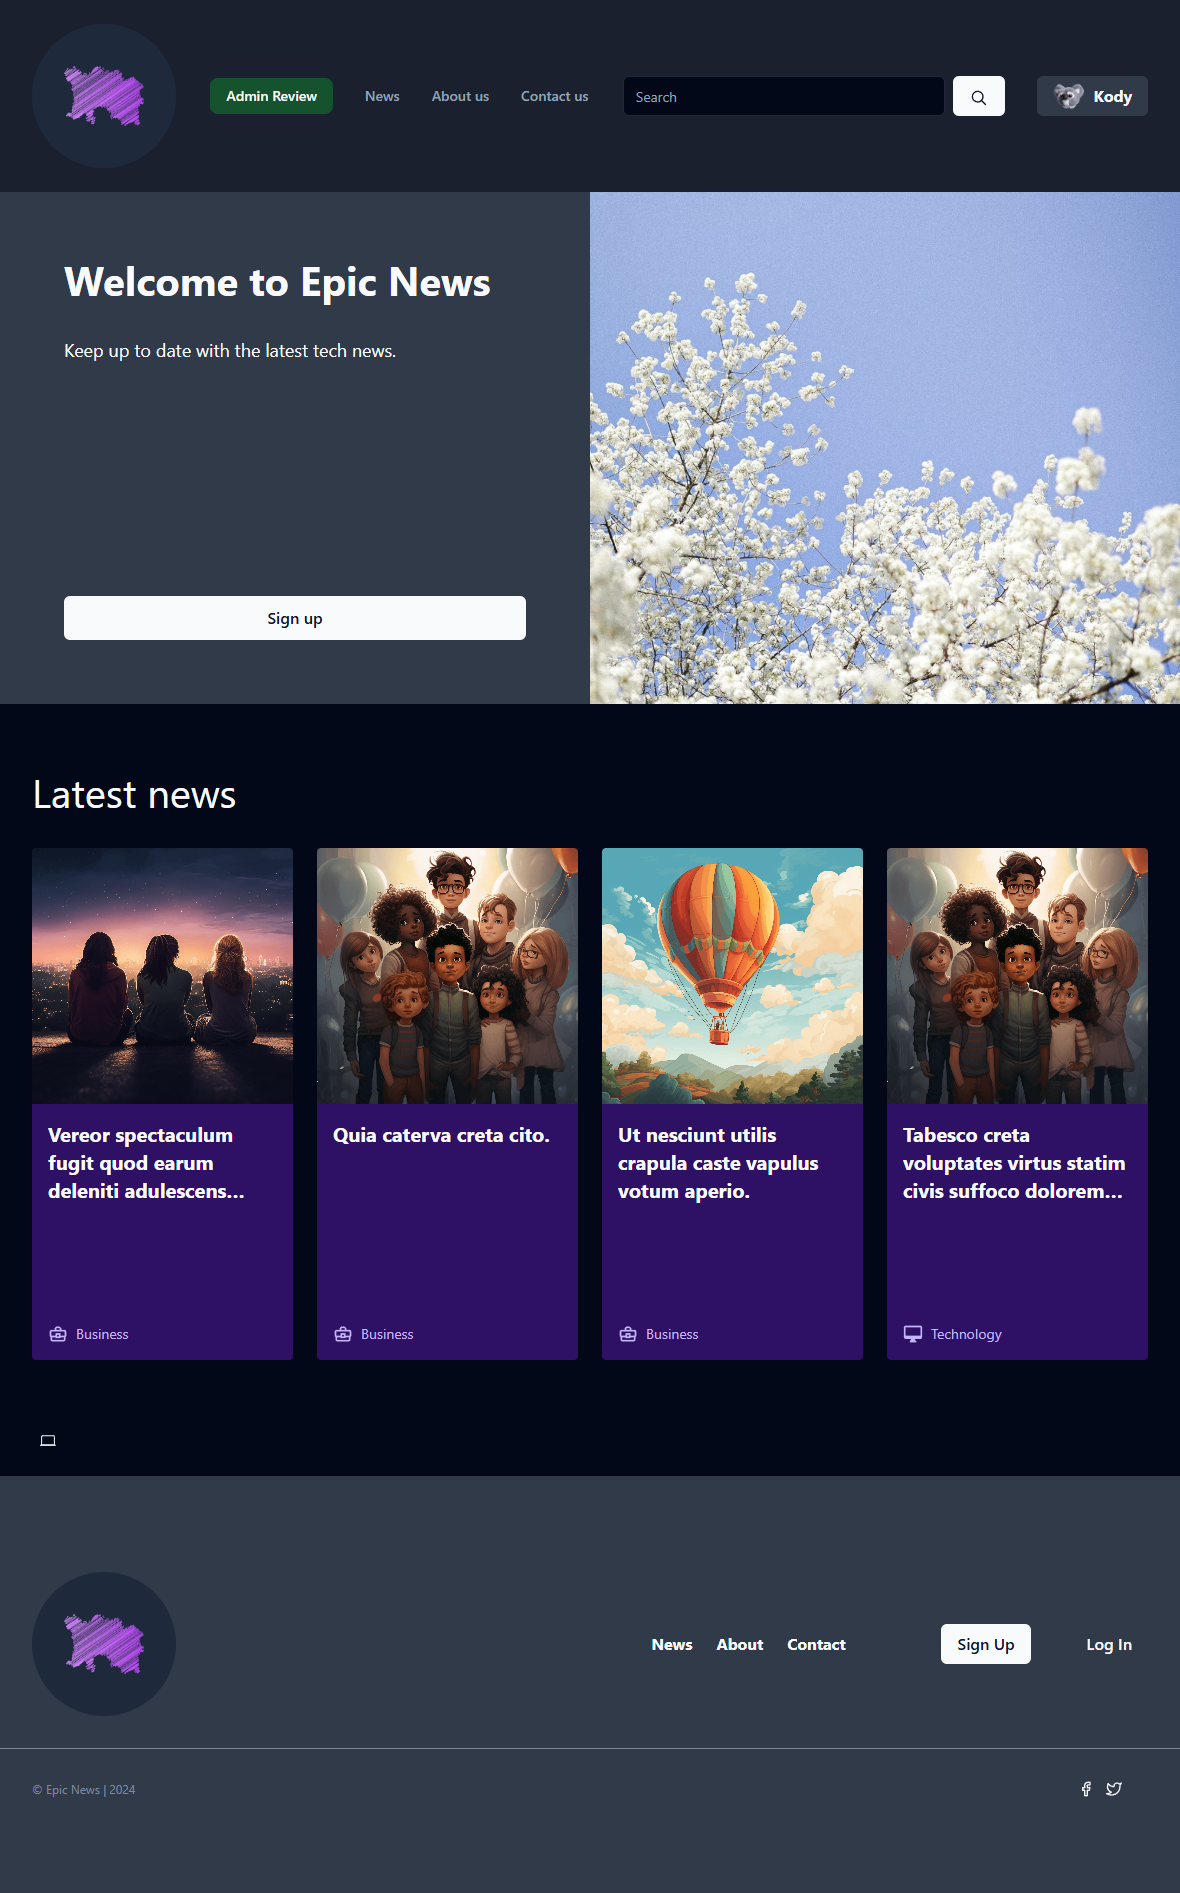 Admin Review
News
About us
Contact us
Search
Kody
Welcome to Epic News
Keep up to date with the latest tech news.
Sign up
Latest news
Vereor spectaculum
fugit quod earum
deleniti adulescens...
Business
Quia caterva creta cito.
Business
Ut nesciunt utilis
crapula caste vapulus
votum aperio.
Business
Tabesco creta
voluptates virtus statim
civis suffoco dolorem...
Technology
News
About
Contact
Sign Up
Log In
© Epic News | 2024